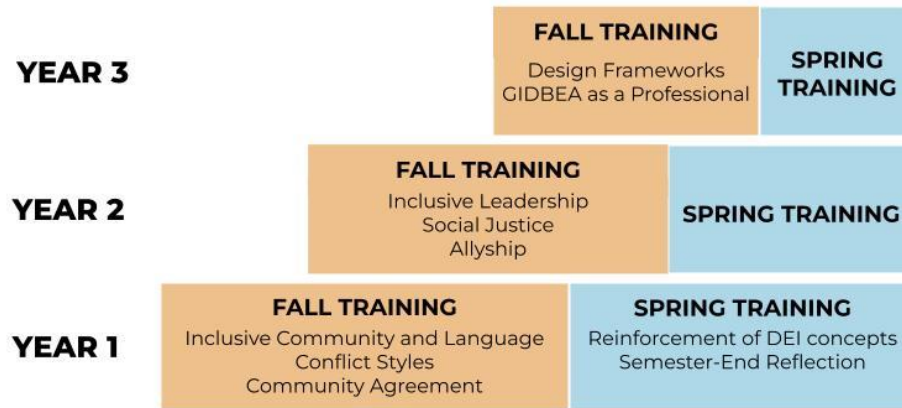 YEAR 3
FALL TRAINING
Design Frameworks
GIDBEA as a Professional
SPRING
TRAINING
YEAR 2
FALL TRAINING
Inclusive Leadership
Social Justice
Allyship
SPRING TRAINING
YEAR 1
FALL TRAINING
Inclusive Community and Language
Conflict Styles
Community Agreement
SPRING TRAINING
Reinforcement of DEI concepts
Semester-End Reflection